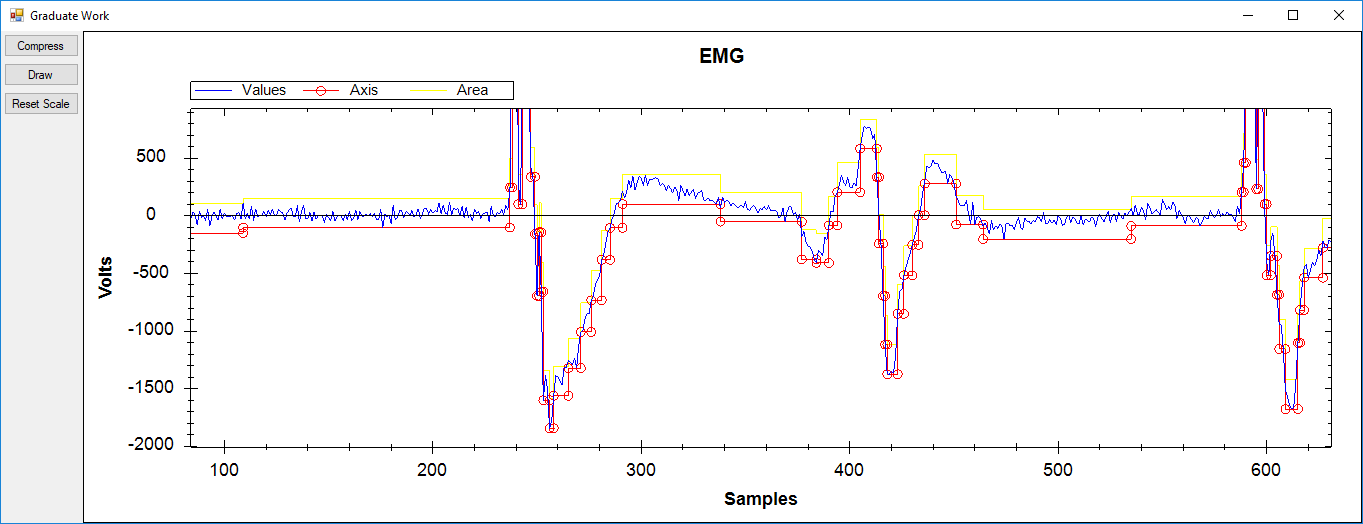 Graduate Work
Compress
Draw
Reset Scale
EMG
Values Axis Area
500
0
-500
-1000
-1500
-2000
Volts
100 200 300 400 500 600
Samples